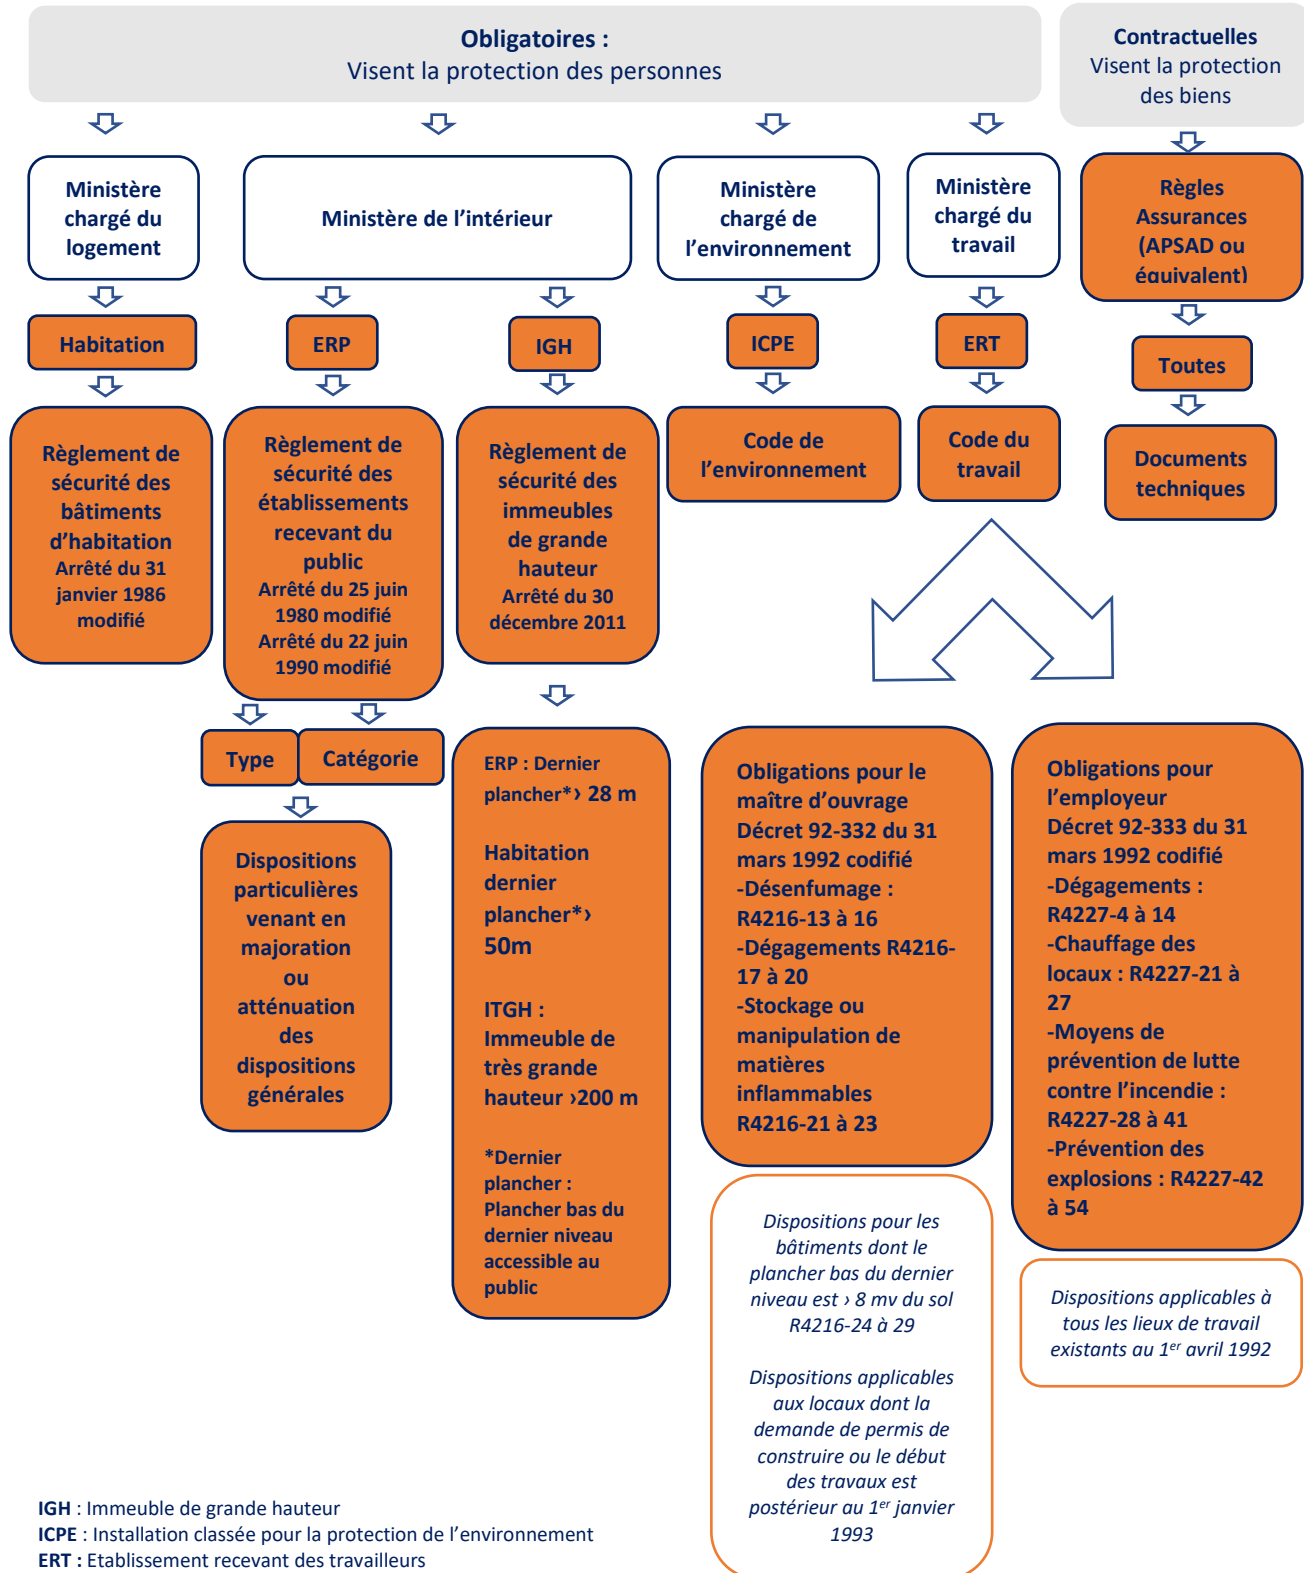 Obligatoires :
Visent la protection des personnes
Contractuelles
Visent la protection
des biens
Ministère
chargé du
logement
Ministère de l'intérieur
Ministère
chargé de
l'environnement
Ministère
chargé du
travail
Règles
Assurances
(APSAD ou
équivalent)
Habitation
ERP
IGH
ICPE
ERT
Toutes
Règlement de
sécurité des
bâtiments
d'habitation
Arrêté du 31
janvier 1986
modifié
Règlement de
sécurité des
établissements
recevant du
public
Arrêté du 25 juin
1980 modifié
Arrêté du 22 juin
1990 modifié
Règlement de
sécurité des
immeubles
de grande
hauteur
Arrêté du 30
décembre 2011
Code de
l'environnement
Code du
travail
Documents
techniques
Type
Catégorie
Dispositions
particulières
venant en
majoration
ou
atténuation
des
dispositions
générales
ERP : Dernier
plancher*› 28 m
Habitation
dernier
plancher*›
50m
ITGH :
Immeuble de
très grande
hauteur ›200 m
*Dernier
plancher :
Plancher bas du
dernier niveau
accessible au
public
Obligations pour le
maître d'ouvrage
Décret 92-332 du 31
mars 1992 codifié
-Désenfumage :
R4216-13 à 16
-Dégagements R4216-
17 à 20
-Stockage ou
manipulation de
matières
inflammables
R4216-21 à 23
Dispositions pour les
bâtiments dont le
plancher bas du dernier
niveau est › 8 mv du sol
R4216-24 à 29
Dispositions applicables
aux locaux dont la
demande de permis de
construire ou le début
des travaux est
postérieur au 1er janvier
1993
Obligations pour
l'employeur
Décret 92-333 du 31
mars 1992 codifié
-Dégagements :
R4227-4 à 14
-Chauffage des
locaux : R4227-21 à
27
-Moyens de
prévention de lutte
contre l'incendie :
R4227-28 à 41
-Prévention des
explosions : R4227-42
à 54
Dispositions applicables à
tous les lieux de travail
existants au 1er avril 1992
IGH : Immeuble de grande hauteur
ICPE : Installation classée pour la protection de l'environnement
ERT : Etablissement recevant des travailleurs